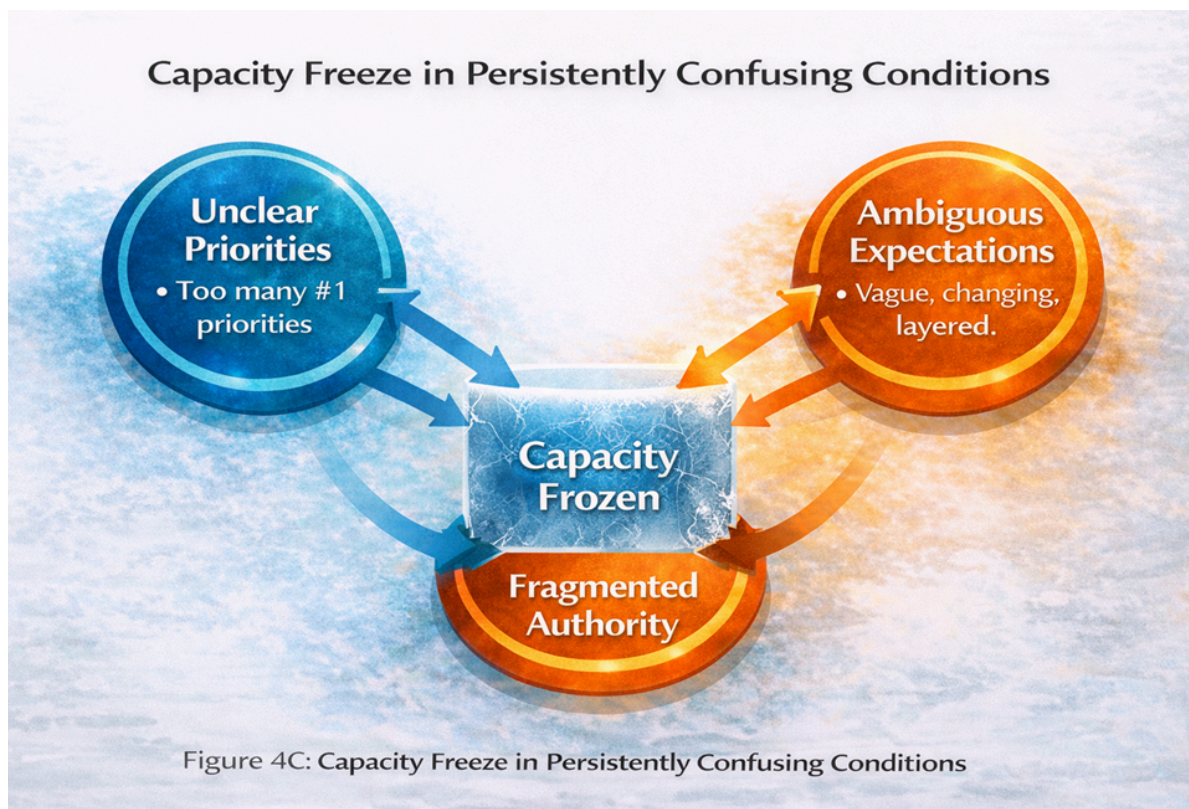 Capacity Freeze in Persistently Confusing Conditions
Unclear
Priorities
• Too many #1
priorities
Ambiguous
Expectations
• Vague, changing,
layered.
Capacity
Frozen
Fragmented
Authority
Figure 4C: Capacity Freeze in Persistently Confusing Conditions